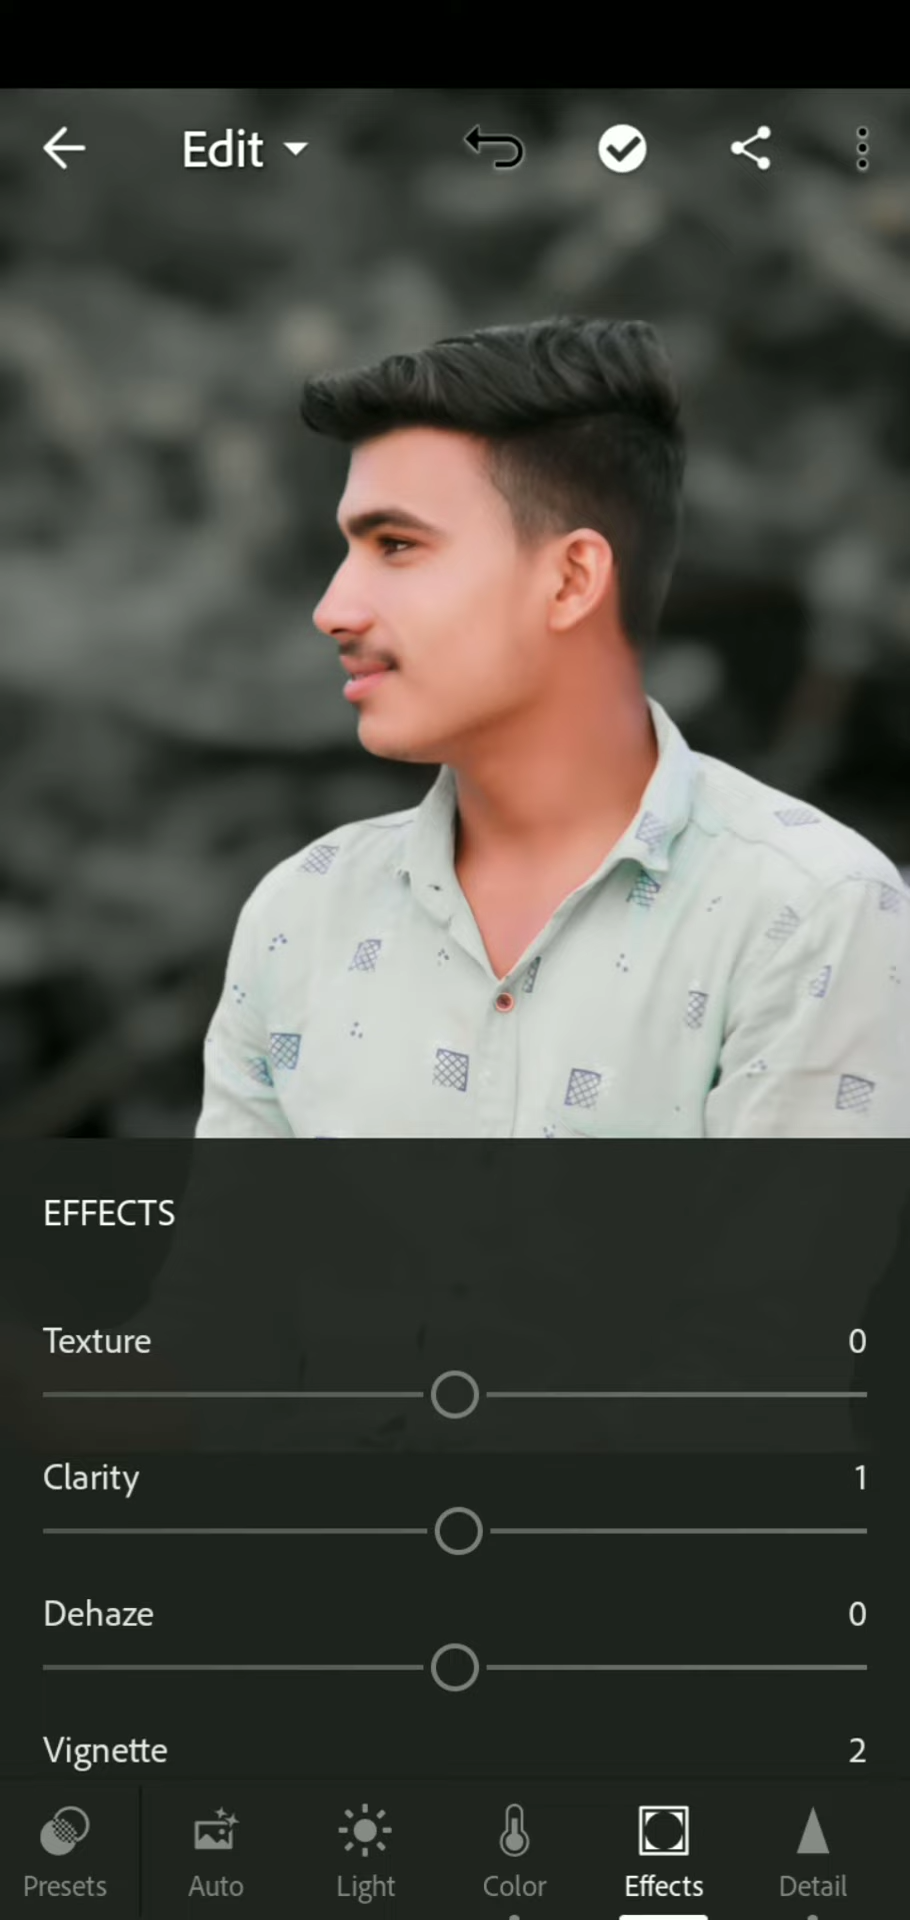 Edit
EFFECTS
Texture 0
Clarity 1
Dehaze 0
Vignette 2
Presets Auto Light Color Effects Detail